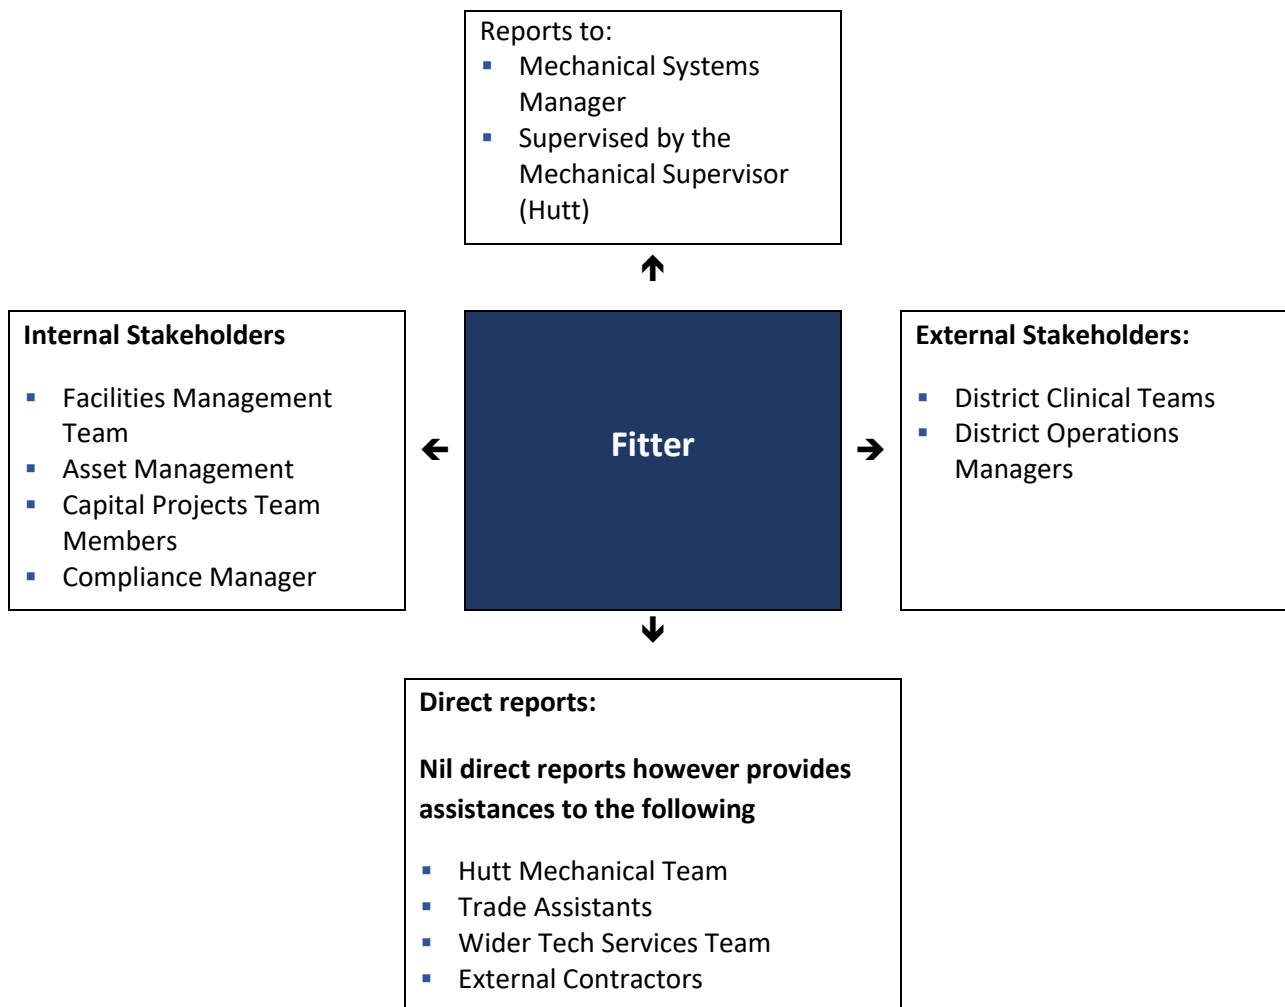 Reports to:
▪ Mechanical Systems
Manager
▪ Supervised by the
Mechanical Supervisor
(Hutt)
↑
Internal Stakeholders
▪ Facilities Management
Team
▪ Asset Management
▪ Capital Projects Team
Members
▪ Compliance Manager
←
Fitter
→
External Stakeholders:
▪ District Clinical Teams
▪ District Operations
Managers
↓
Direct reports:
Nil direct reports however provides
assistances to the following
▪ Hutt Mechanical Team
▪ Trade Assistants
▪ Wider Tech Services Team
▪ External Contractors